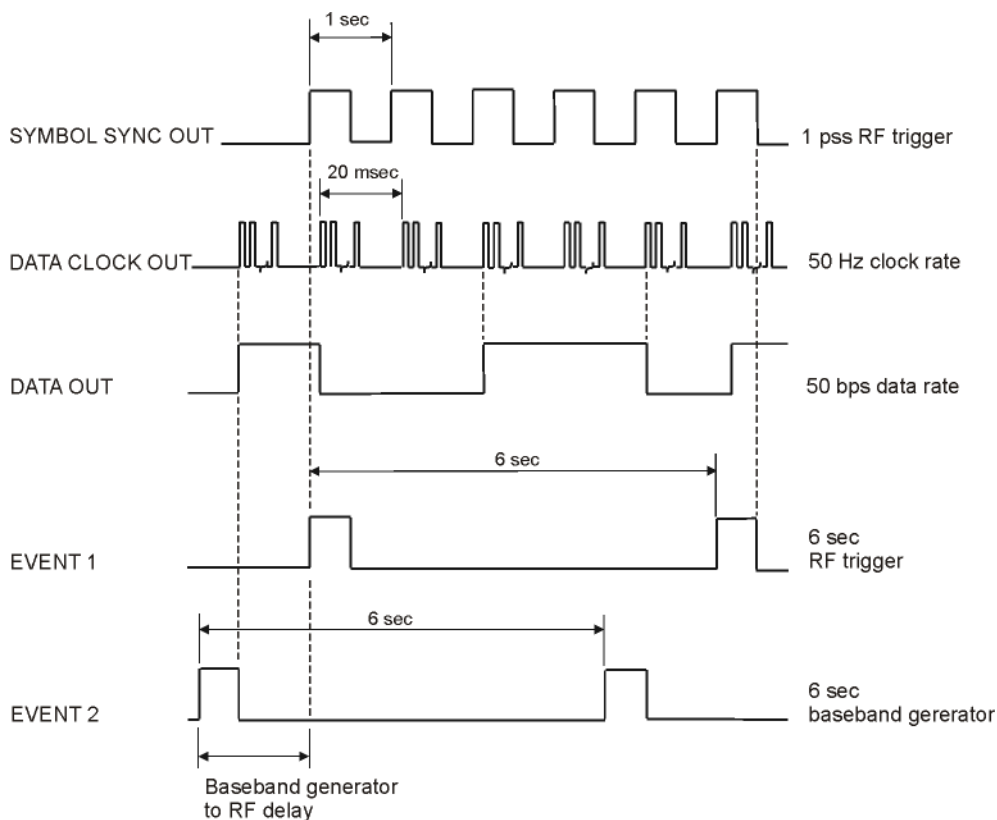 1 sec
SYMBOL SYNC OUT
1 pss RF trigger
20 msec
DATA CLOCK OUT
50 Hz clock rate
DATA OUT
50 bps data rate
6 sec
EVENT 1
6 sec
RF trigger
6 sec
EVENT 2
6 sec
baseband gererator
Baseband generator
to RF delay